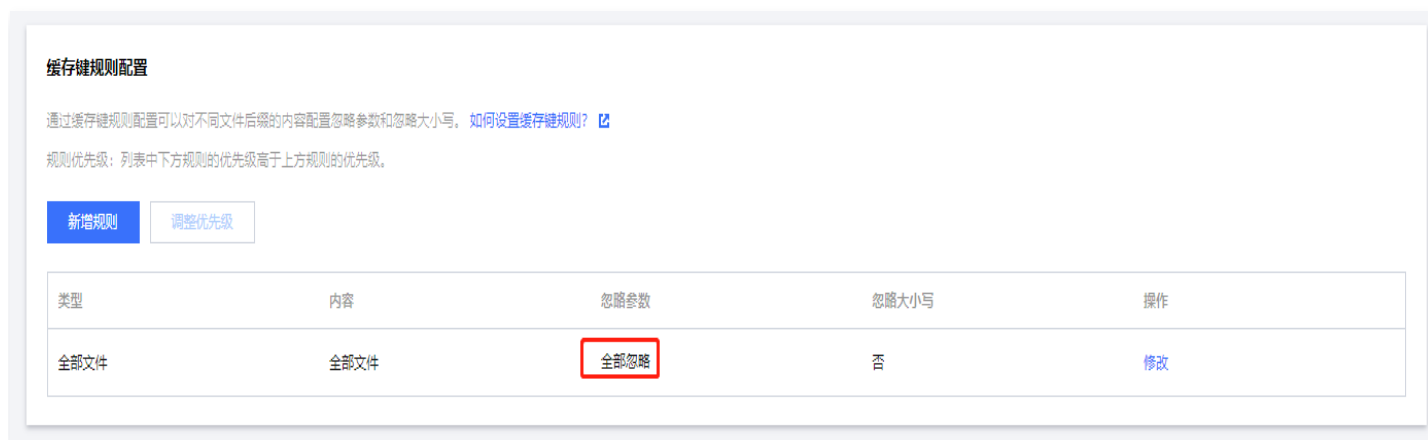 缓存键规则配置
通过缓存键规则配置可以对不同文件后缀的内容配置忽略参数和忽略大小写。 如何设置缓存键规则?
规则优先级：列表中下方规则的优先级高于上方规则的优先级。
新增规则 调整优先级
类型 内容 忽略参数 忽略大小写 操作
全部文件 全部文件 全部忽略 否 修改